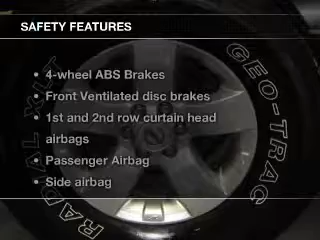 SAFETY FEATURES
• 4-wheel ABS Brakes
• Front Ventilated disc brakes
• 1st and 2nd row curtain head
airbags
• Passenger Airbag
• Side airbag
GEO-TRAC
RADIAL XLT